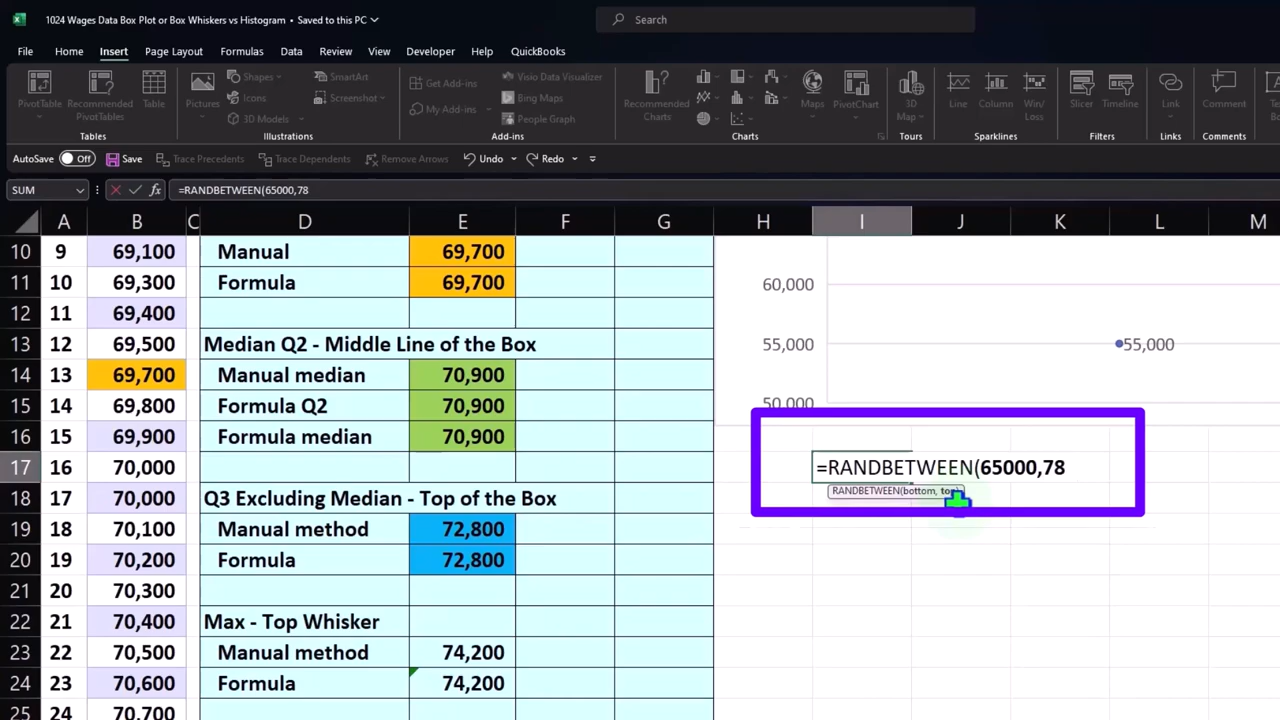 1024 Wages Data Box Plot or Box Whiskers vs Histogram • Saved to this PC
Search
File Home Insert Page Layout Formulas Data Review View Developer Help QuickBooks
PivotTable
Recommended PivotTables
Table
Tables
Pictures
Shapes
Icons
3D Models
SmartArt
Screenshot
Illustrations
Get Add-ins
My Add-ins
Visio Data Visualizer
Bing Maps
People Graph
Add-ins
Recommended Charts
Maps
PivotChart
Charts
3D Map
Tours
Line
Column
Win/Loss
Sparklines
Slicer
Timeline
Filters
Link
Links
Comment
Comments
AutoSave Off Save Trace Precedents Trace Dependents Remove Arrows Undo Redo
SUM fx =RANDBETWEEN(65000,78
A B C D E F G H I J K L M
10 9 69,100 Manual 69,700
11 10 69,300 Formula 69,700 60,000
12 11 69,400
13 12 69,500 Median Q2 - Middle Line of the Box 55,000 55,000
14 13 69,700 Manual median 70,900
15 14 69,800 Formula Q2 70,900 50,000
16 15 69,900 Formula median 70,900
17 16 70,000 =RANDBETWEEN(65000,78
18 17 70,000 Q3 Excluding Median - Top of the Box RANDBETWEEN(bottom, top)
19 18 70,100 Manual method 72,800
20 19 70,200 Formula 72,800
21 20 70,300
22 21 70,400 Max - Top Whisker
23 22 70,500 Manual method 74,200
24 23 70,600 Formula 74,200
25 24 70,700